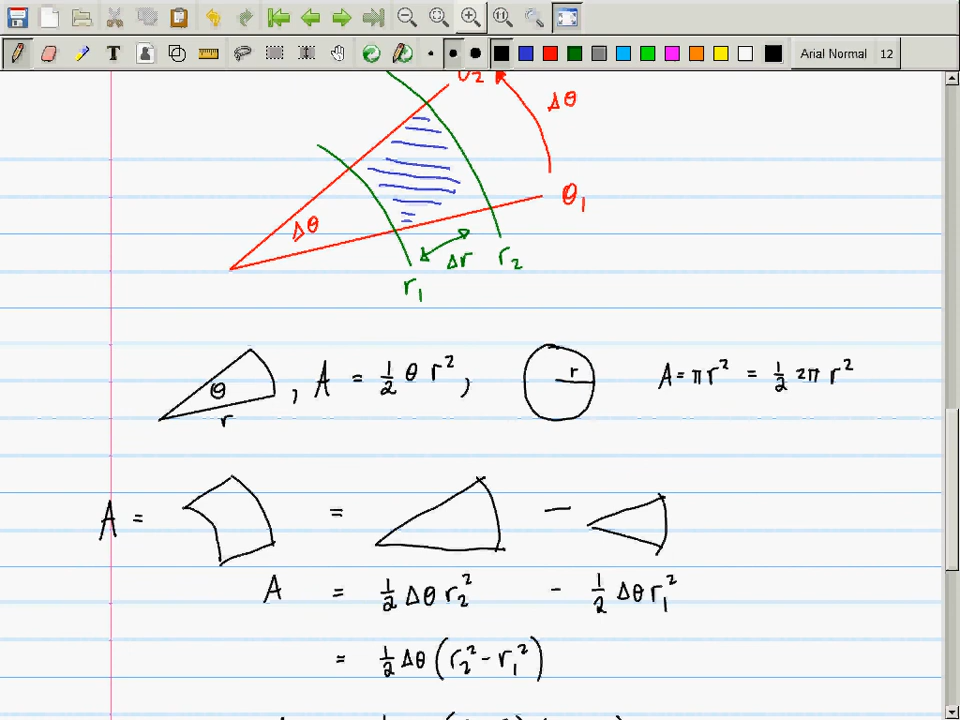 Arial Normal 12
θ2 Δθ
θ1
Δθ
Δr r2
r1
θ r , A = 1/2 θ r², r A = πr² = 1/2 2π r²
A = = −
A = 1/2 Δθ r2² − 1/2 Δθ r1²
= 1/2 Δθ (r2² − r1²)